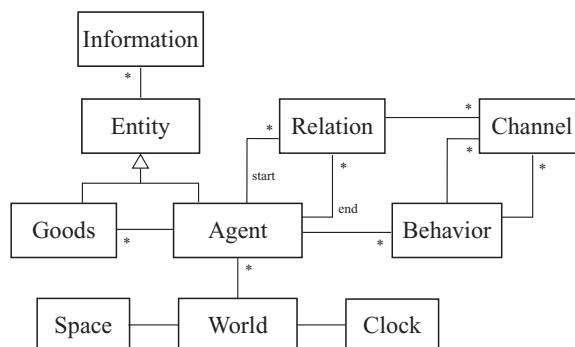 Information
*
Entity
* Relation * Channel
* *
*
start
end
Goods * Agent * Behavior
*
Space World Clock